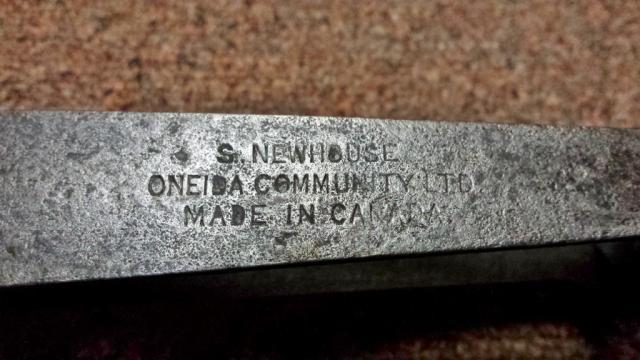 S. NEWHOUSE
ONEIDA COMMUNITY LTD
MADE IN CANADA.